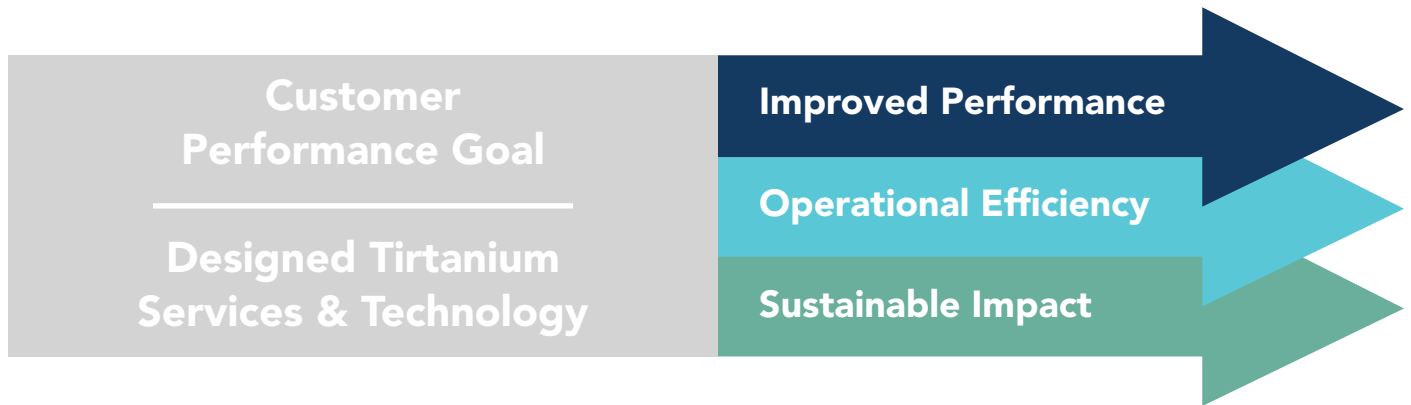 Customer
Performance Goal
Designed Tirtanium
Services & Technology
Improved Performance
Operational Efficiency
Sustainable Impact